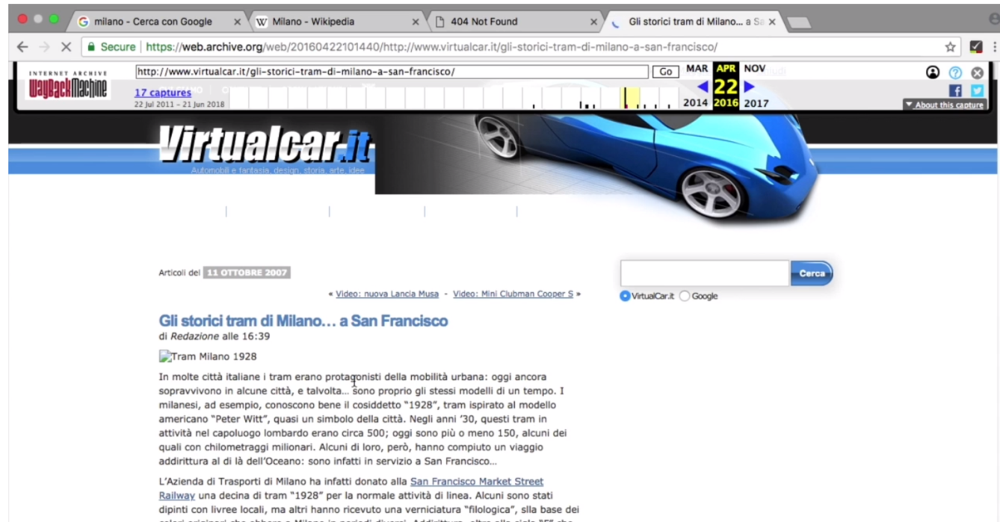 milano - Cerca con Google
Milano - Wikipedia
404 Not Found
Gli storici tram di Milano... a Sa
Secure | https://web.archive.org/web/20160422101440/http://www.virtualcar.it/gli-storici-tram-di-milano-a-san-francisco/
INTERNET ARCHIVE
WayBackMachine
http://www.virtualcar.it/gli-storici-tram-di-milano-a-san-francisco/
Go
MAR APR NOV
17 captures
22
22 Jul 2011 - 21 Jun 2018
2014 2016 2017
About this capture
Virtualcar.it
Automobili e fantasia, design, storia, arte, idee
Articoli del 11 OTTOBRE 2007
Cerca
« Video: nuova Lancia Musa - Video: Mini Clubman Cooper S »
VirtualCar.it Google
Gli storici tram di Milano… a San Francisco
di Redazione alle 16:39
Tram Milano 1928
In molte città italiane i tram erano protagonisti della mobilità urbana: oggi ancora
sopravvivono in alcune città, e talvolta… sono proprio gli stessi modelli di un tempo. I
milanesi, ad esempio, conoscono bene il cosiddetto “1928”, tram ispirato al modello
americano “Peter Witt”, quasi un simbolo della città. Negli anni ’30, questi tram in
attività nel capoluogo lombardo erano circa 500; oggi sono più o meno 150, alcuni dei
quali con chilometraggi milionari. Alcuni di loro, però, hanno compiuto un viaggio
addirittura al di là dell’Oceano: sono infatti in servizio a San Francisco…
L’Azienda di Trasporti di Milano ha infatti donato alla San Francisco Market Street
Railway una decina di tram “1928” per la normale attività di linea. Alcuni sono stati
dipinti con livree locali, ma altri hanno ricevuto una verniciatura “filologica”, slla base dei